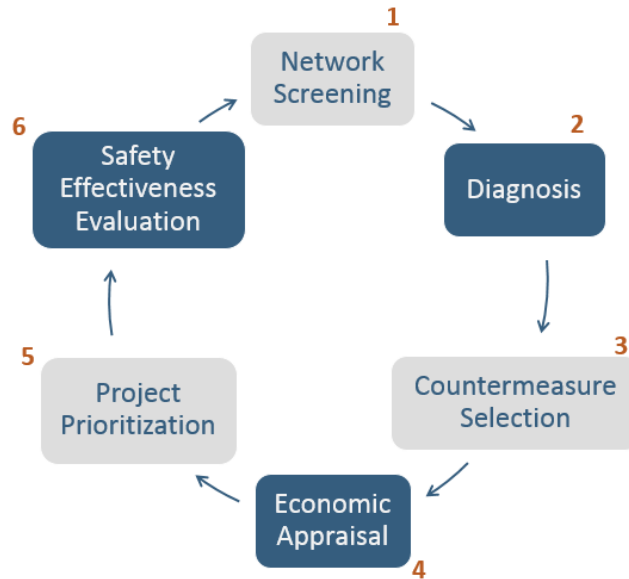 1
Network
Screening
2
Diagnosis
3
Countermeasure
Selection
4
Economic
Appraisal
5
Project
Prioritization
6
Safety
Effectiveness
Evaluation